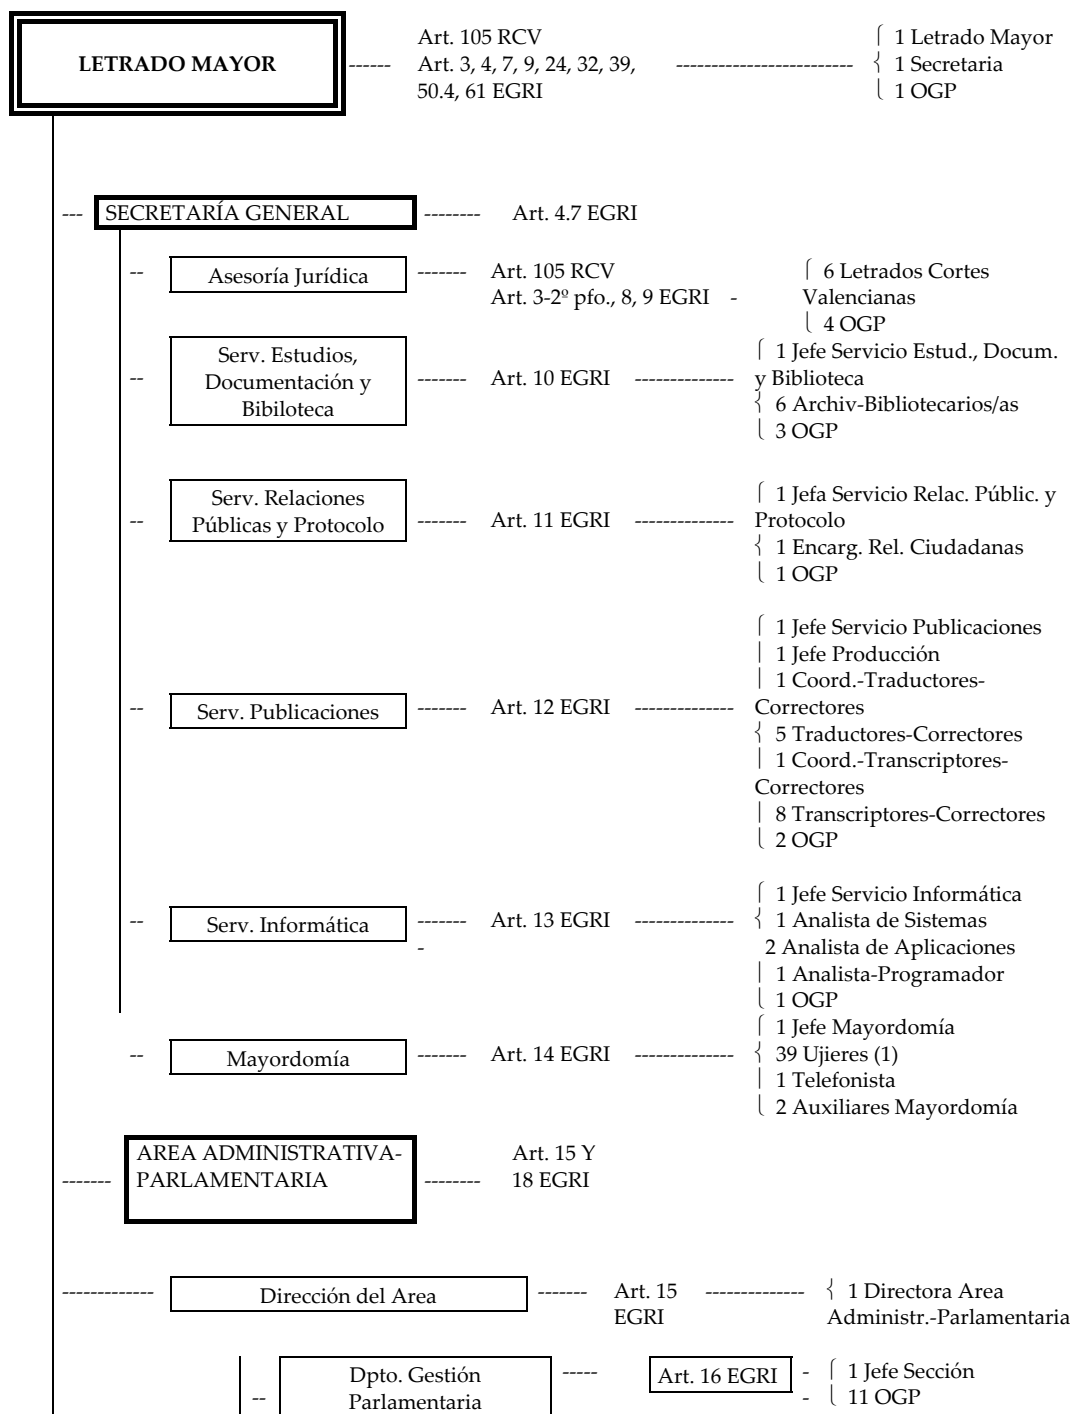 LETRADO MAYOR ------ Art. 105 RCV
Art. 3, 4, 7, 9, 24, 32, 39, 50.4, 61 EGRI ------------------------- ⎧ 1 Letrado Mayor
⎨ 1 Secretaria
⎩ 1 OGP
--- SECRETARÍA GENERAL -------- Art. 4.7 EGRI
-- Asesoría Jurídica ------- Art. 105 RCV
Art. 3-2º pfo., 8, 9 EGRI -
⎧ 6 Letrados Cortes
Valencianas
⎩ 4 OGP
-- Serv. Estudios,
Documentación y
Bibiloteca
------- Art. 10 EGRI --------------
⎧ 1 Jefe Servicio Estud., Docum.
y Biblioteca
⎨ 6 Archiv-Bibliotecarios/as
⎩ 3 OGP
-- Serv. Relaciones
Públicas y Protocolo
------- Art. 11 EGRI --------------
⎧ 1 Jefa Servicio Relac. Públic. y
Protocolo
⎨ 1 Encarg. Rel. Ciudadanas
⎩ 1 OGP
-- Serv. Publicaciones ------- Art. 12 EGRI --------------
⎧ 1 Jefe Servicio Publicaciones
| 1 Jefe Producción
| 1 Coord.-Traductores-
Correctores
⎨ 5 Traductores-Correctores
| 1 Coord.-Transcriptores-
Correctores
| 8 Transcriptores-Correctores
⎩ 2 OGP
-- Serv. Informática -------
-
Art. 13 EGRI --------------
⎧ 1 Jefe Servicio Informática
⎨ 1 Analista de Sistemas
2 Analista de Aplicaciones
| 1 Analista-Programador
⎩ 1 OGP
-- Mayordomía ------- Art. 14 EGRI --------------
⎧ 1 Jefe Mayordomía
⎨ 39 Ujieres (1)
| 1 Telefonista
⎩ 2 Auxiliares Mayordomía
------- AREA ADMINISTRATIVA-
PARLAMENTARIA
-------- Art. 15 Y
18 EGRI
------------- Dirección del Area ------- Art. 15
EGRI
-------------- ⎨ 1 Directora Area
Administr.-Parlamentaria
-- Dpto. Gestión
Parlamentaria
----- Art. 16 EGRI
- ⎧ 1 Jefe Sección
- ⎩ 11 OGP